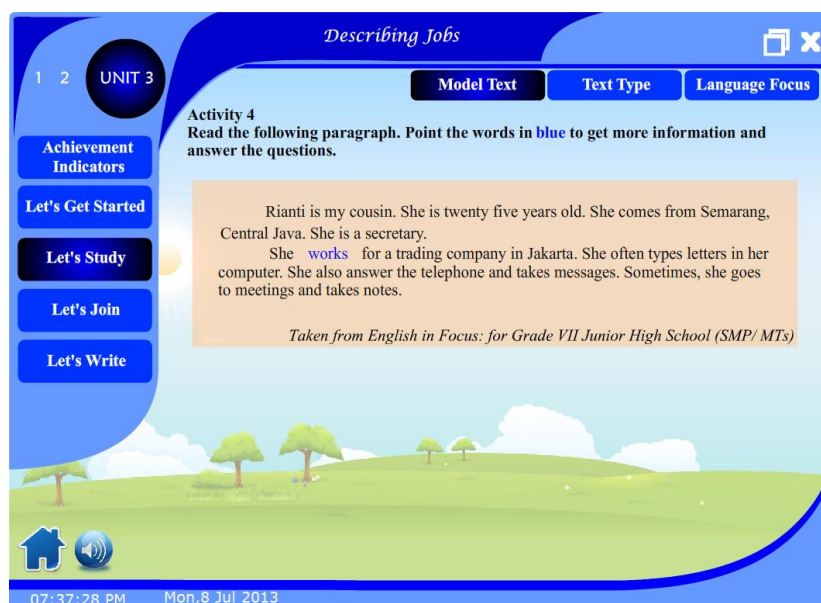 Describing Jobs
1 2 UNIT 3
Model Text
Text Type
Language Focus
Achievement
Indicators
Let's Get Started
Let's Study
Let's Join
Let's Write
Activity 4
Read the following paragraph. Point the words in blue to get more information and
answer the questions.
Rianti is my cousin. She is twenty five years old. She comes from Semarang,
Central Java. She is a secretary.
She works for a trading company in Jakarta. She often types letters in her
computer. She also answer the telephone and takes messages. Sometimes, she goes
to meetings and takes notes.
Taken from English in Focus: for Grade VII Junior High School (SMP/ MTs)
07:37:28 PM Mon,8 Jul 2013